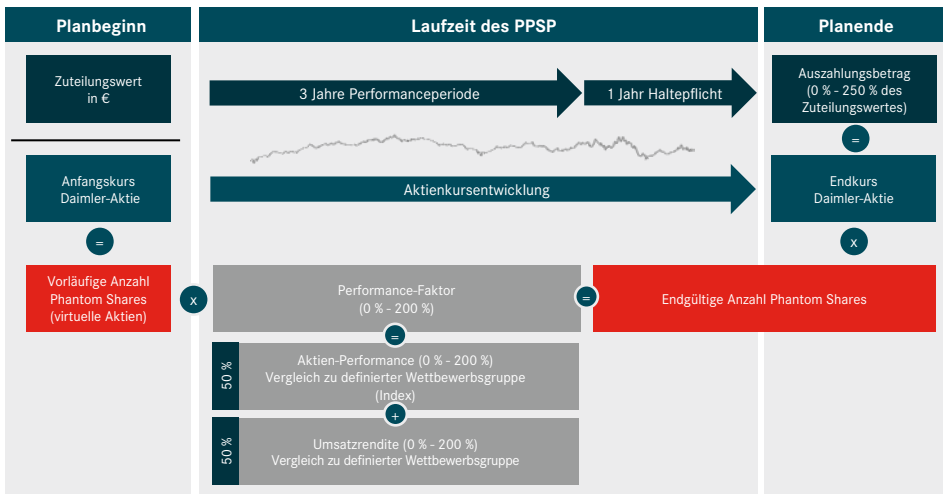 Planbeginn
Laufzeit des PPSP
Planende
Zuteilungswert
in €
3 Jahre Performanceperiode
1 Jahr Haltepflicht
Auszahlungsbetrag
(0 % - 250 % des
Zuteilungswertes)
=
Anfangskurs
Daimler-Aktie
Aktienkursentwicklung
Endkurs
Daimler-Aktie
=
x
Vorläufige Anzahl
Phantom Shares
(virtuelle Aktien)
x
Performance-Faktor
(0 % - 200 %)
=
Endgültige Anzahl Phantom Shares
=
50 %
Aktien-Performance (0 % - 200 %)
Vergleich zu definierter Wettbewerbsgruppe
(Index)
+
50 %
Umsatzrendite (0 % - 200 %)
Vergleich zu definierter Wettbewerbsgruppe